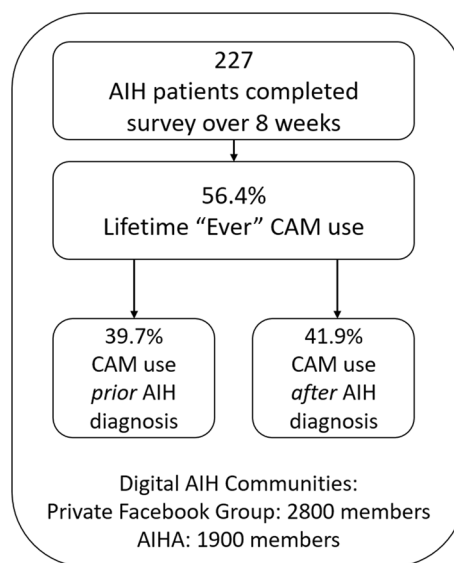 227
AIH patients completed
survey over 8 weeks
56.4%
Lifetime “Ever” CAM use
39.7%
CAM use
prior AIH
diagnosis
41.9%
CAM use
after AIH
diagnosis
Digital AIH Communities:
Private Facebook Group: 2800 members
AIHA: 1900 members